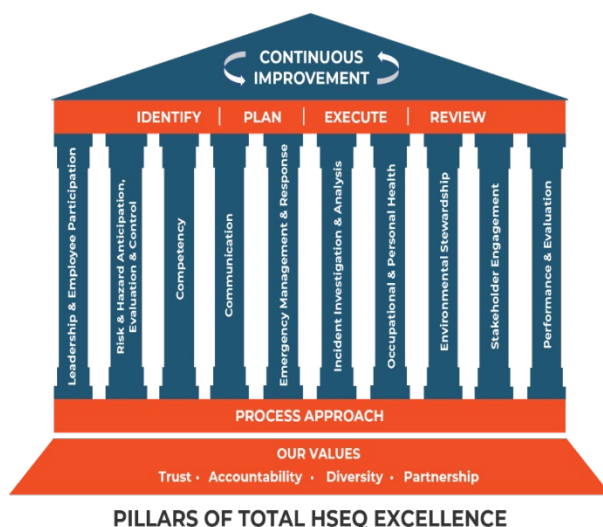 CONTINUOUS
IMPROVEMENT
IDENTIFY | PLAN | EXECUTE | REVIEW
Leadership & Employee Participation
Risk & Hazard Anticipation,
Evaluation & Control
Competency
Communication
Emergency Management & Response
Incident Investigation & Analysis
Occupational & Personal Health
Environmental Stewardship
Stakeholder Engagement
Performance & Evaluation
PROCESS APPROACH
OUR VALUES
Trust • Accountability • Diversity • Partnership
PILLARS OF TOTAL HSEQ EXCELLENCE